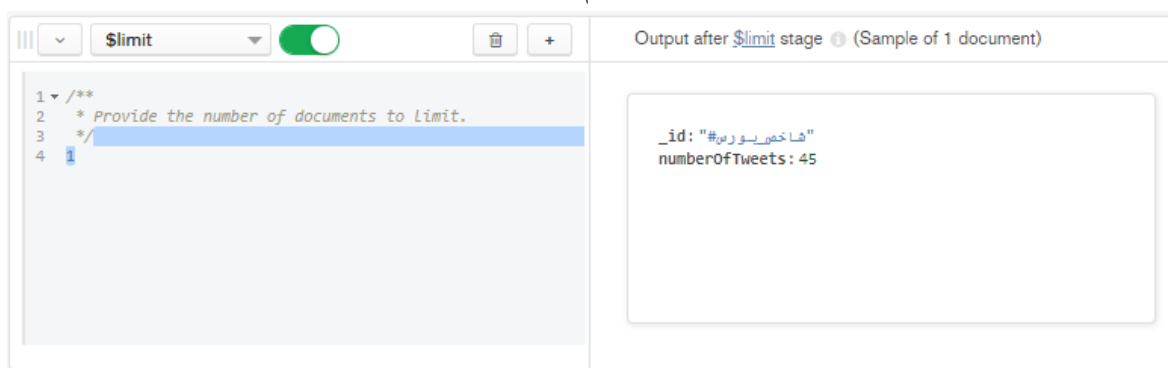 $limit
+
Output after $limit stage (Sample of 1 document)
1 /**
2 * Provide the number of documents to limit.
3 */
4 1
_id: "#شاخص_بورس"
numberOfTweets: 45